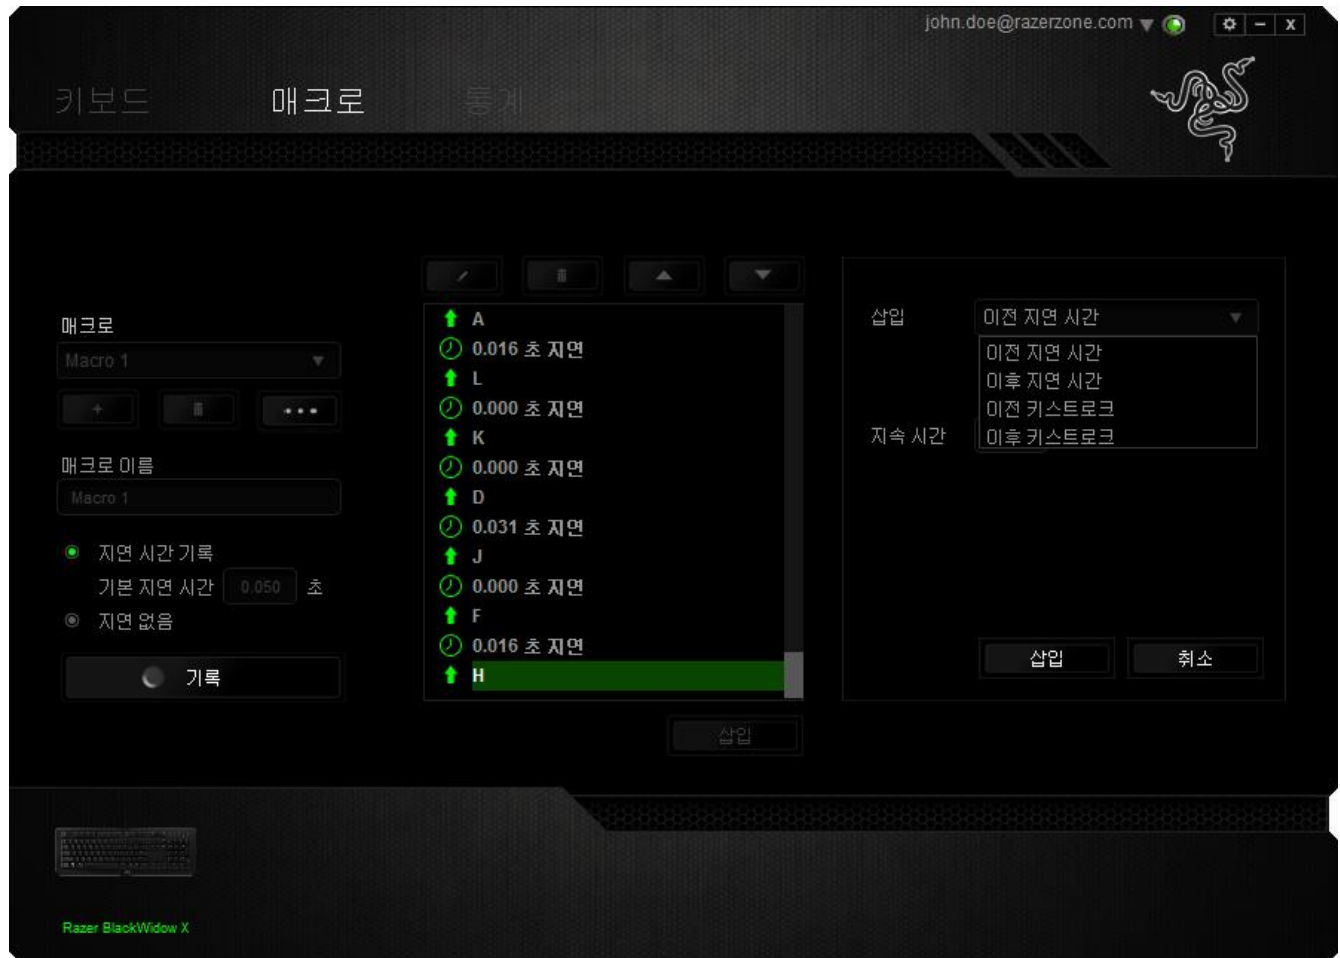 john.doe@razerzone.com
키보드 매크로 통계
매크로
Macro 1
매크로 이름
Macro 1
지연 시간 기록
기본 지연 시간 0.050 초
지연 없음
기록
A
0.016 초 지연
L
0.000 초 지연
K
0.000 초 지연
D
0.031 초 지연
J
0.000 초 지연
F
0.016 초 지연
H
삽입
삽입 이전 지연 시간
이전 지연 시간
이후 지연 시간
이전 키스트로크
이후 키스트로크
지속 시간
삽입 취소
Razer BlackWidow X